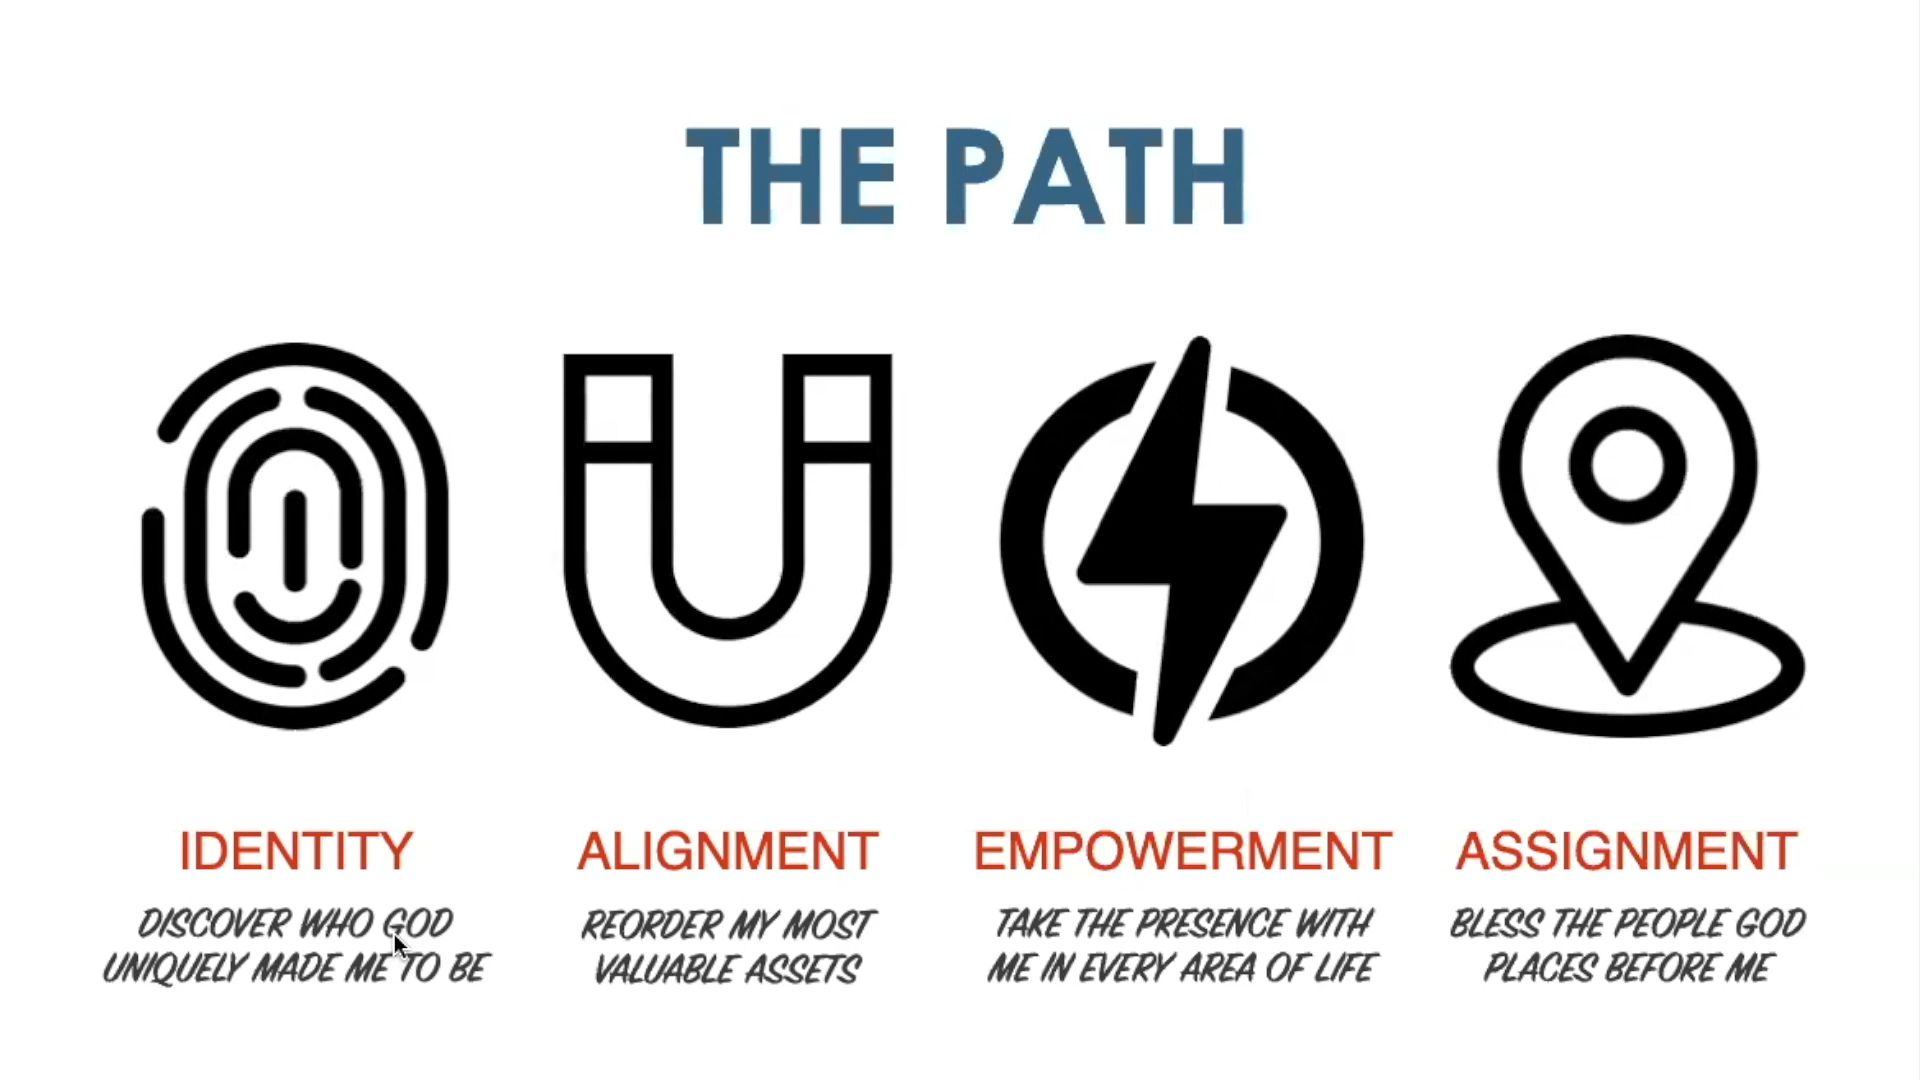 THE PATH
IDENTITY
DISCOVER WHO GOD
UNIQUELY MADE ME TO BE
ALIGNMENT
REORDER MY MOST
VALUABLE ASSETS
EMPOWERMENT
TAKE THE PRESENCE WITH
ME IN EVERY AREA OF LIFE
ASSIGNMENT
BLESS THE PEOPLE GOD
PLACES BEFORE ME